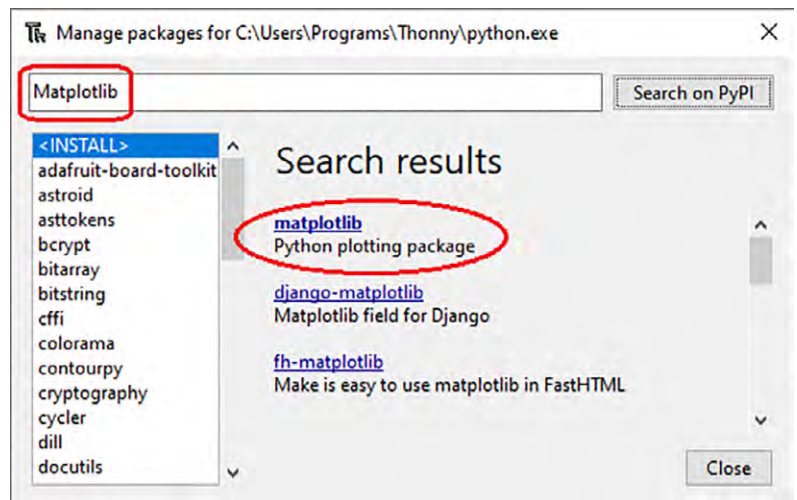 Manage packages for C:\Users\Programs\Thonny\python.exe
Matplotlib
Search on PyPI
<INSTALL>
adafruit-board-toolkit
astroid
asttokens
bcrypt
bitarray
bitstring
cffi
colorama
contourpy
cryptography
cycler
dill
docutils
Search results
matplotlib
Python plotting package
django-matplotlib
Matplotlib field for Django
fh-matplotlib
Make is easy to use matplotlib in FastHTML
Close